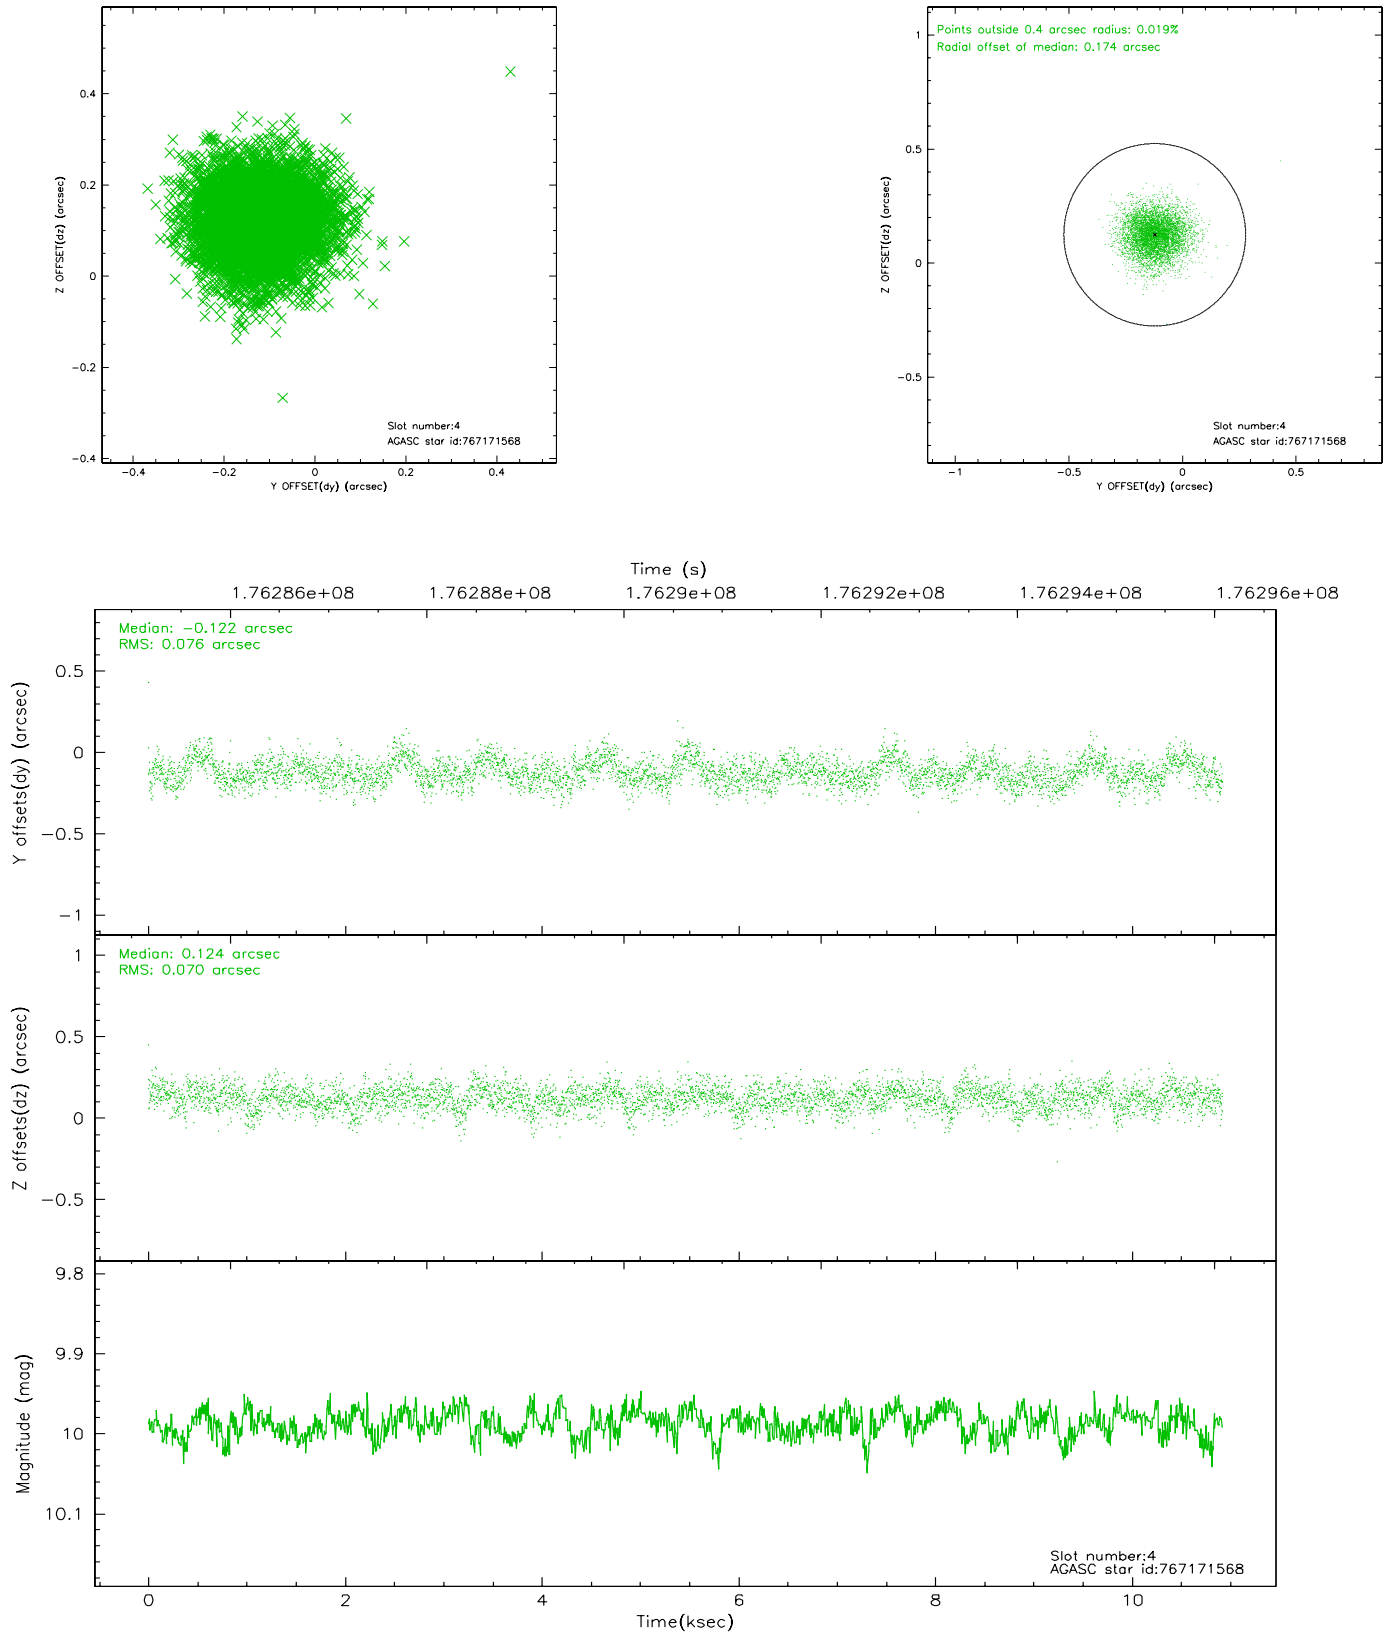 0.4
0.2
0
−0.2
−0.4
Z OFFSET(dz) (arcsec)
Slot number:4
AGASC star id:767171568
−0.4
−0.2
0
0.2
0.4
Y OFFSET(dy) (arcsec)
Points outside 0.4 arcsec radius: 0.019%
Radial offset of median: 0.174 arcsec
1
0.5
0
−0.5
Z OFFSET(dz) (arcsec)
Slot number:4
AGASC star id:767171568
−1
−0.5
0
0.5
Y OFFSET(dy) (arcsec)
Time (s)
1.76286e+08
1.76288e+08
1.7629e+08
1.76292e+08
1.76294e+08
1.76296e+08
Median: −0.122 arcsec
RMS: 0.076 arcsec
0.5
0
−0.5
−1
Y offsets(dy) (arcsec)
Median: 0.124 arcsec
RMS: 0.070 arcsec
1
0.5
0
−0.5
Z offsets(dz) (arcsec)
9.8
9.9
10
10.1
Magnitude (mag)
Slot number:4
AGASC star id:767171568
0
2
4
6
8
10
Time(ksec)